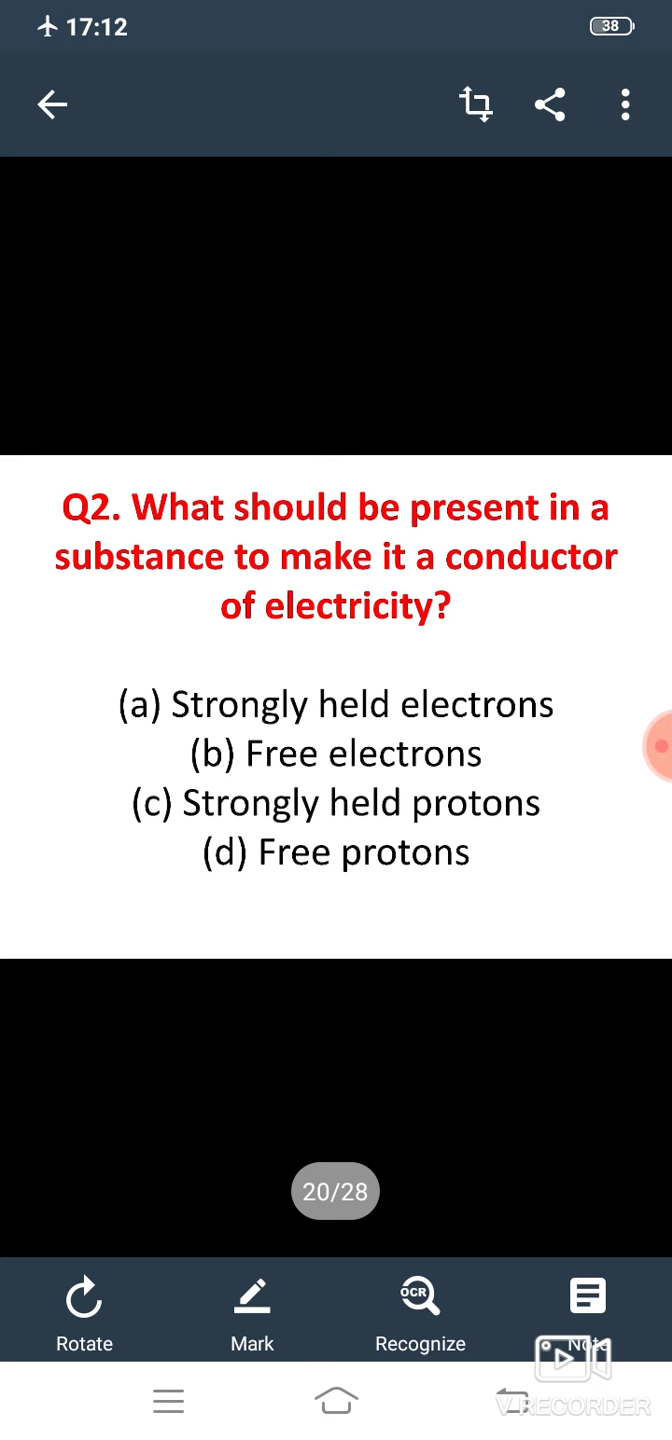 17:12
38
Q2. What should be present in a
substance to make it a conductor
of electricity?
(a) Strongly held electrons
(b) Free electrons
(c) Strongly held protons
(d) Free protons
20/28
OCR
Rotate Mark Recognize Note
V RECORDER